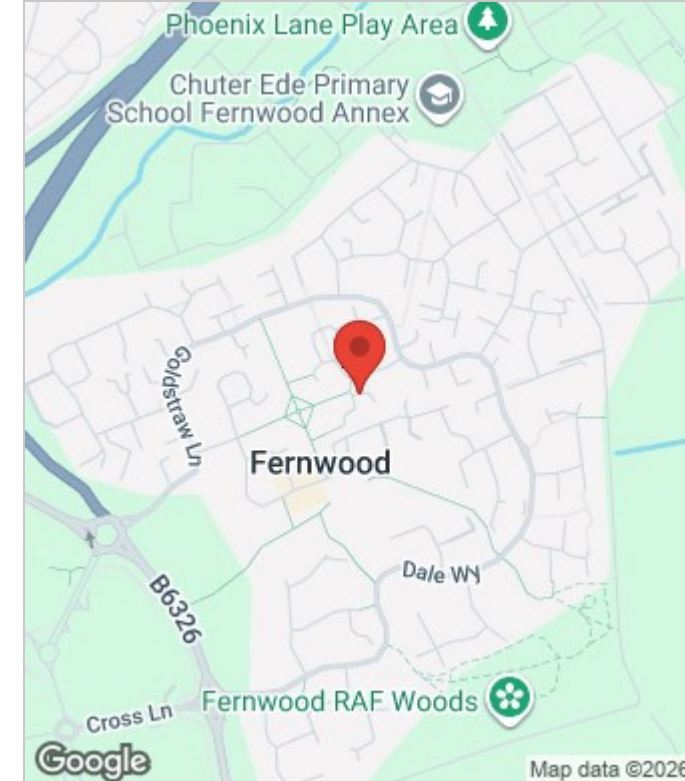 Phoenix Lane Play Area
Chuter Ede Primary
School Fernwood Annex
Goldstraw Ln
Fernwood
Dale Wy
B6326
Fernwood RAF Woods
Cross Ln
Google
Map data ©2026